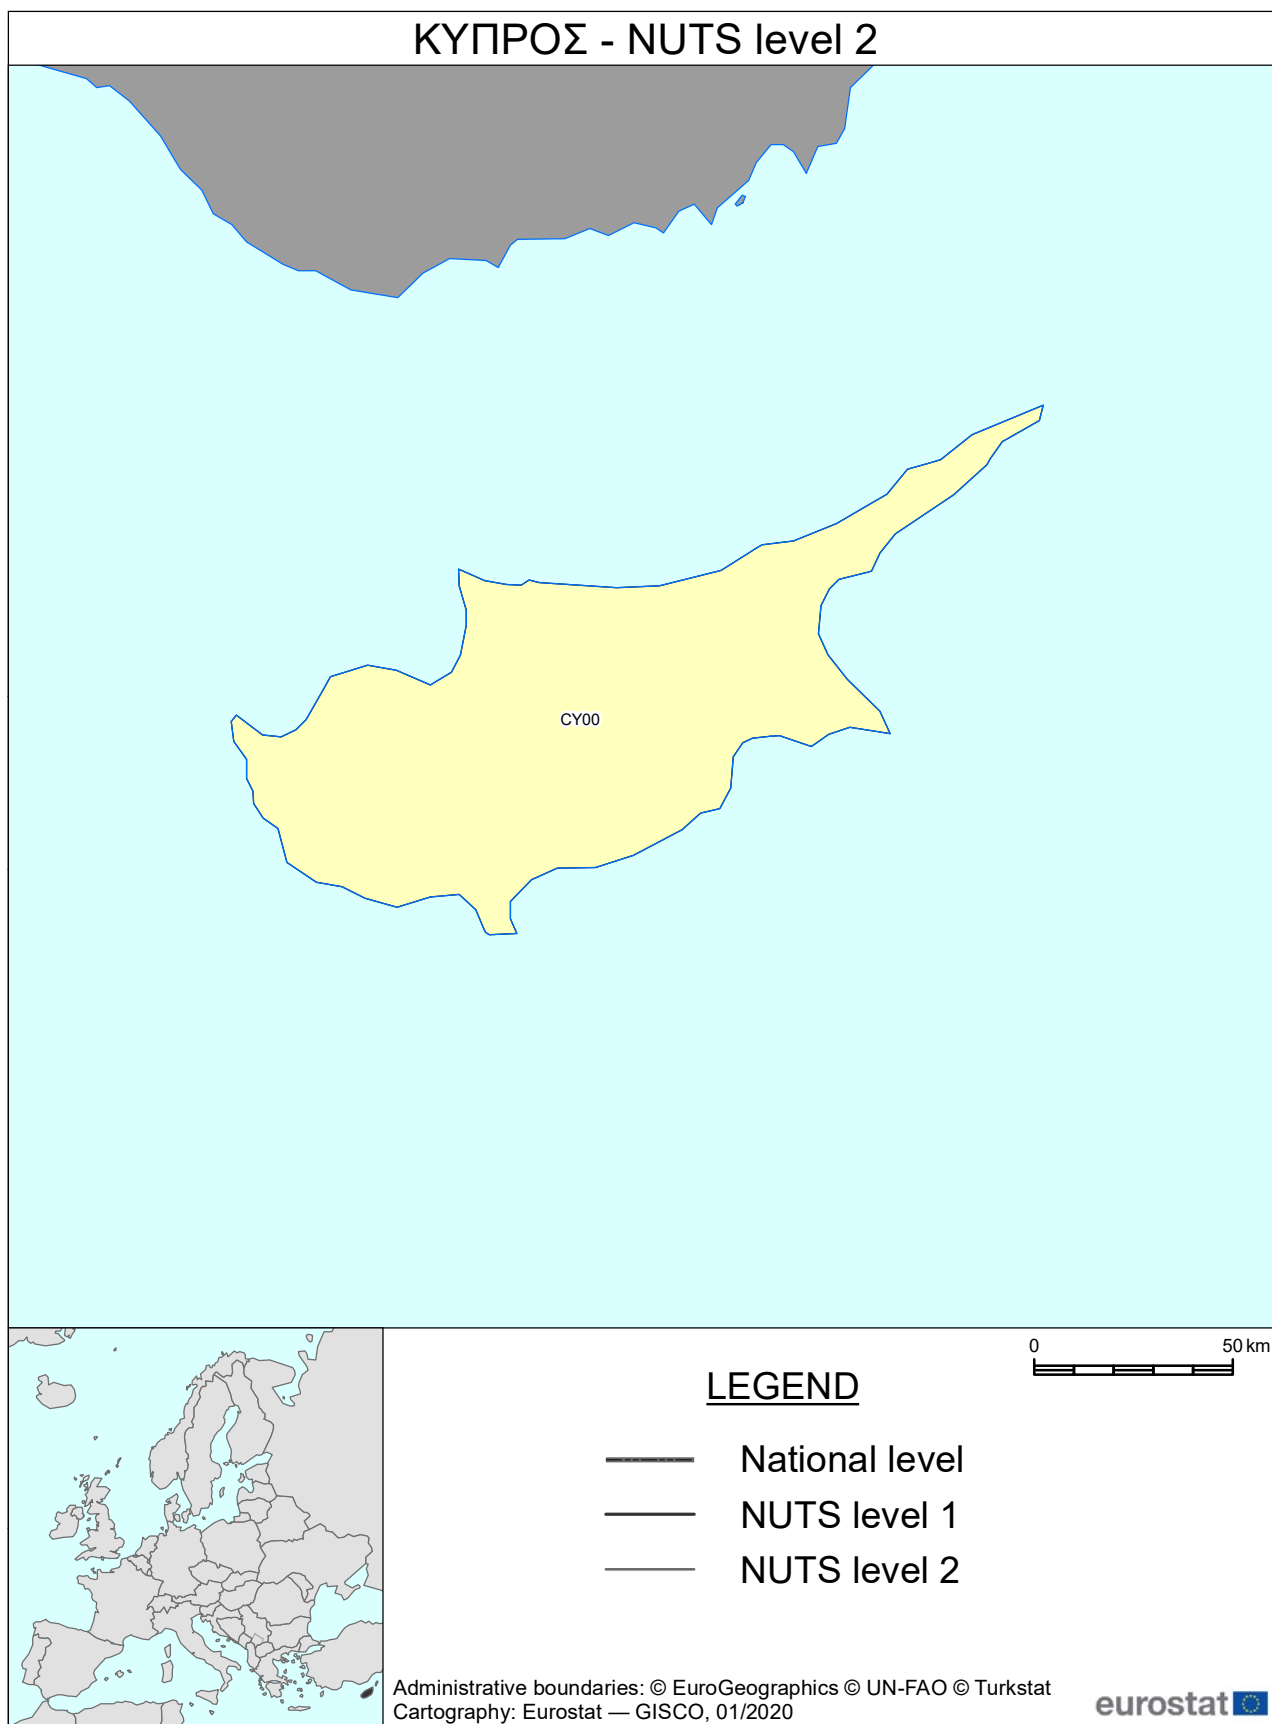 ΚΥΠΡΟΣ - NUTS level 2
CY00
0 50 km
LEGEND
National level
NUTS level 1
NUTS level 2
Administrative boundaries: © EuroGeographics © UN-FAO © Turkstat
Cartography: Eurostat — GISCO, 01/2020
eurostat